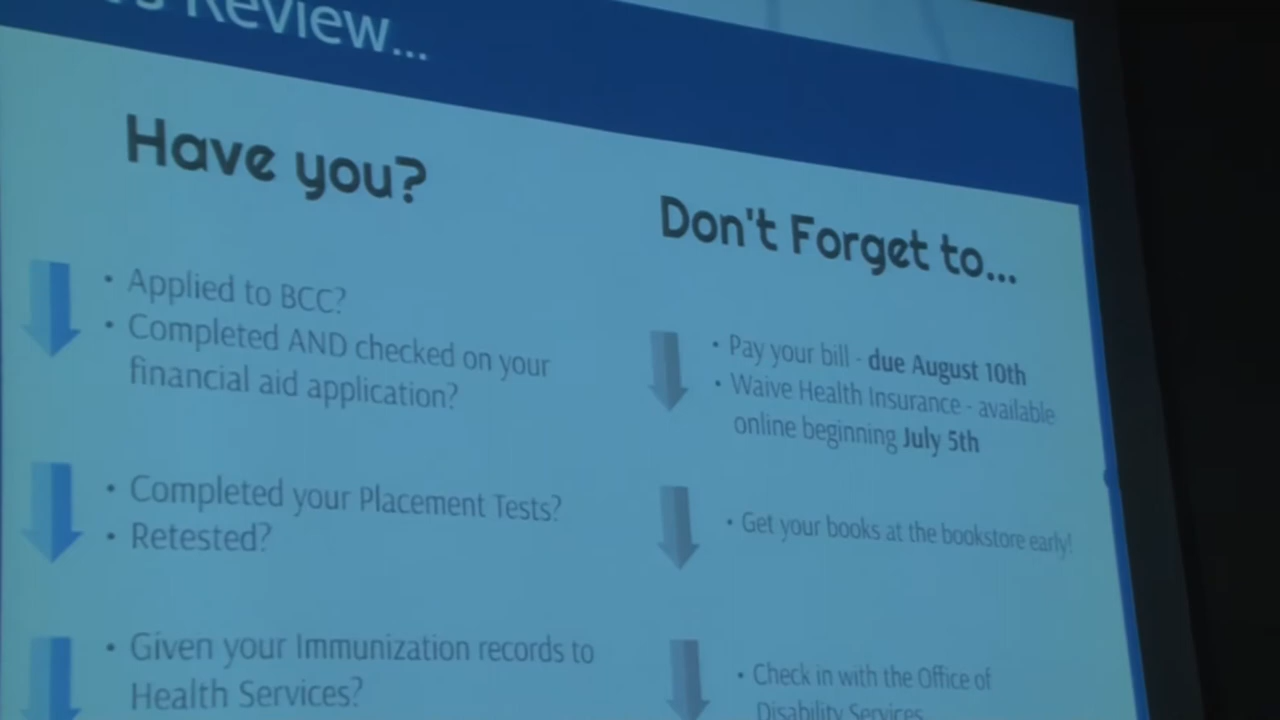 Review...
Have you?
• Applied to BCC?
• Completed AND checked on your
financial aid application?
• Completed your Placement Tests?
• Retested?
• Given your Immunization records to
Health Services?
Don't Forget to...
• Pay your bill - due August 10th
• Waive Health Insurance - available
online beginning July 5th
• Get your books at the bookstore early!
• Check in with the Office of
Disability Services